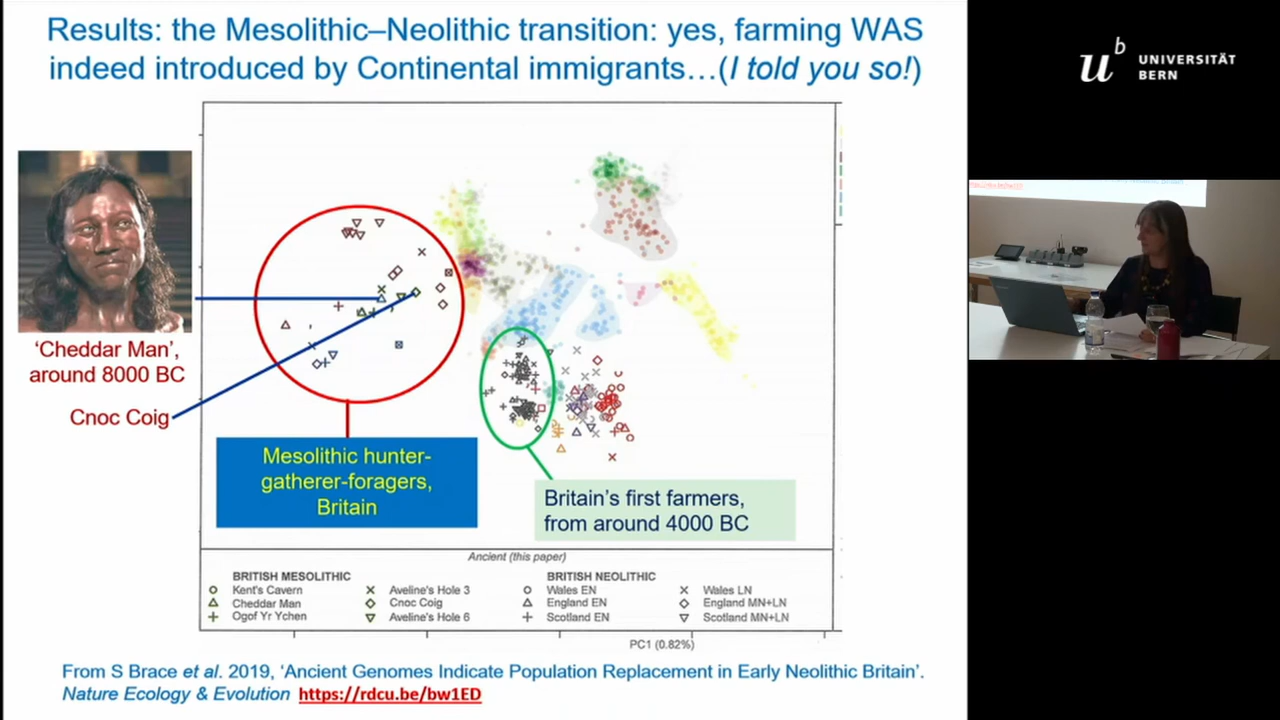 Results: the Mesolithic–Neolithic transition: yes, farming WAS
indeed introduced by Continental immigrants…(I told you so!)
u
b
UNIVERSITÄT
BERN
'Cheddar Man',
around 8000 BC
Cnoc Coig
Mesolithic hunter-
gatherer-foragers,
Britain
Britain's first farmers,
from around 4000 BC
Ancient (this paper)
BRITISH MESOLITHIC
Kent's Cavern
Cheddar Man
Ogof Yr Ychen
Aveline's Hole 3
Cnoc Coig
Aveline's Hole 6
BRITISH NEOLITHIC
Wales EN
England EN
Scotland EN
Wales LN
England MN+LN
Scotland MN+LN
PC1 (0.82%)
From S Brace et al. 2019, 'Ancient Genomes Indicate Population Replacement in Early Neolithic Britain'.
Nature Ecology & Evolution https://rdcu.be/bw1ED